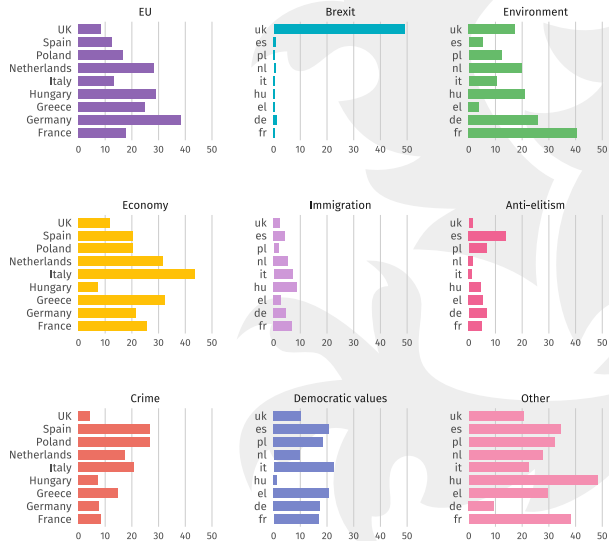 EU
UK
Spain
Poland
Netherlands
Italy
Hungary
Greece
Germany
France
0 10 20 30 40 50
Brexit
uk
es
pl
nl
it
hu
el
de
fr
0 10 20 30 40 50
Environment
uk
es
pl
nl
it
hu
el
de
fr
0 10 20 30 40 50
Economy
UK
Spain
Poland
Netherlands
Italy
Hungary
Greece
Germany
France
0 10 20 30 40 50
Immigration
uk
es
pl
nl
it
hu
el
de
fr
0 10 20 30 40 50
Anti-elitism
uk
es
pl
nl
it
hu
el
de
fr
0 10 20 30 40 50
Crime
UK
Spain
Poland
Netherlands
Italy
Hungary
Greece
Germany
France
0 10 20 30 40 50
Democratic values
uk
es
pl
nl
it
hu
el
de
fr
0 10 20 30 40 50
Other
uk
es
pl
nl
it
hu
el
de
fr
0 10 20 30 40 50